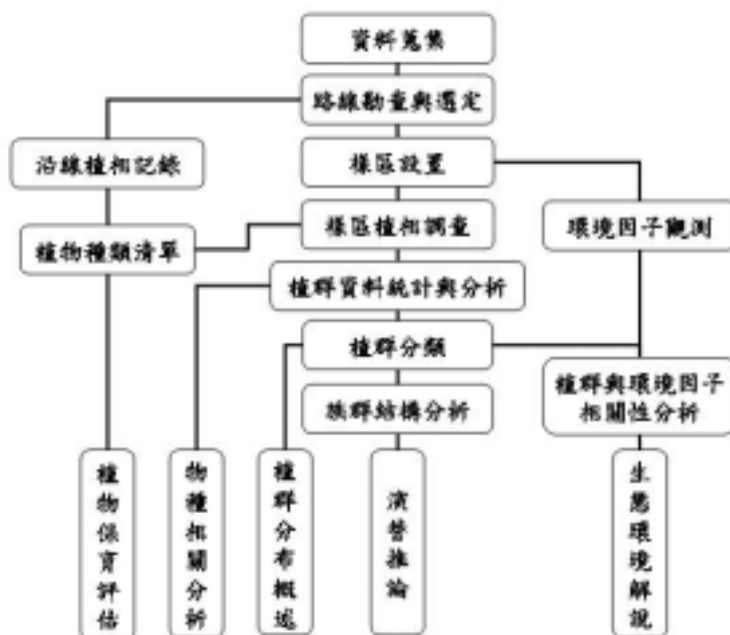 資料蒐集
路線勘查與選定
沿線植相記錄
樣區設置
植物種類清單
樣區植相調查
環境因子觀測
植群資料統計與分析
植群分類
族群結構分析
植群與環境因子
相關性分析
植物保育評估
物種相關分析
植群分布概述
演替推論
生態環境解說